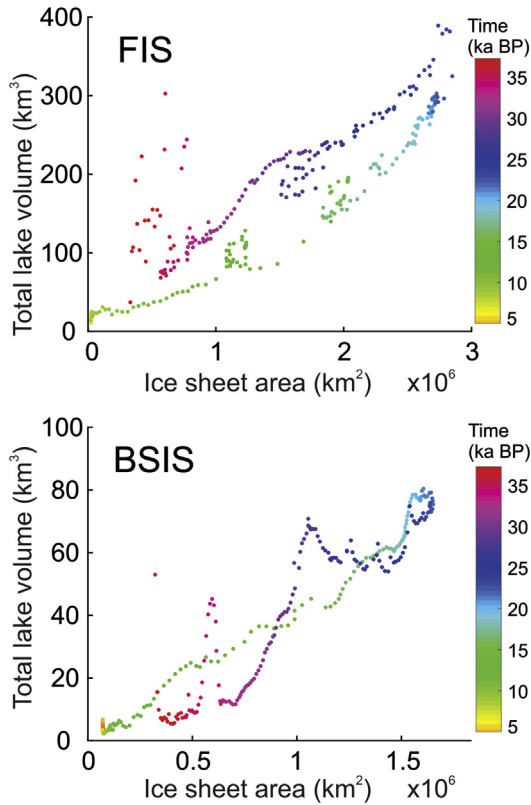 FIS
Time
(ka BP)
Total lake volume (km³)
400
300
200
100
0
35
30
25
20
15
10
5
0 1 2 3
Ice sheet area (km²) x10⁶
BSIS
Time
(ka BP)
Total lake volume (km³)
100
80
60
40
20
0
35
30
25
20
15
10
5
0 0.5 1 1.5
Ice sheet area (km²) x10⁶